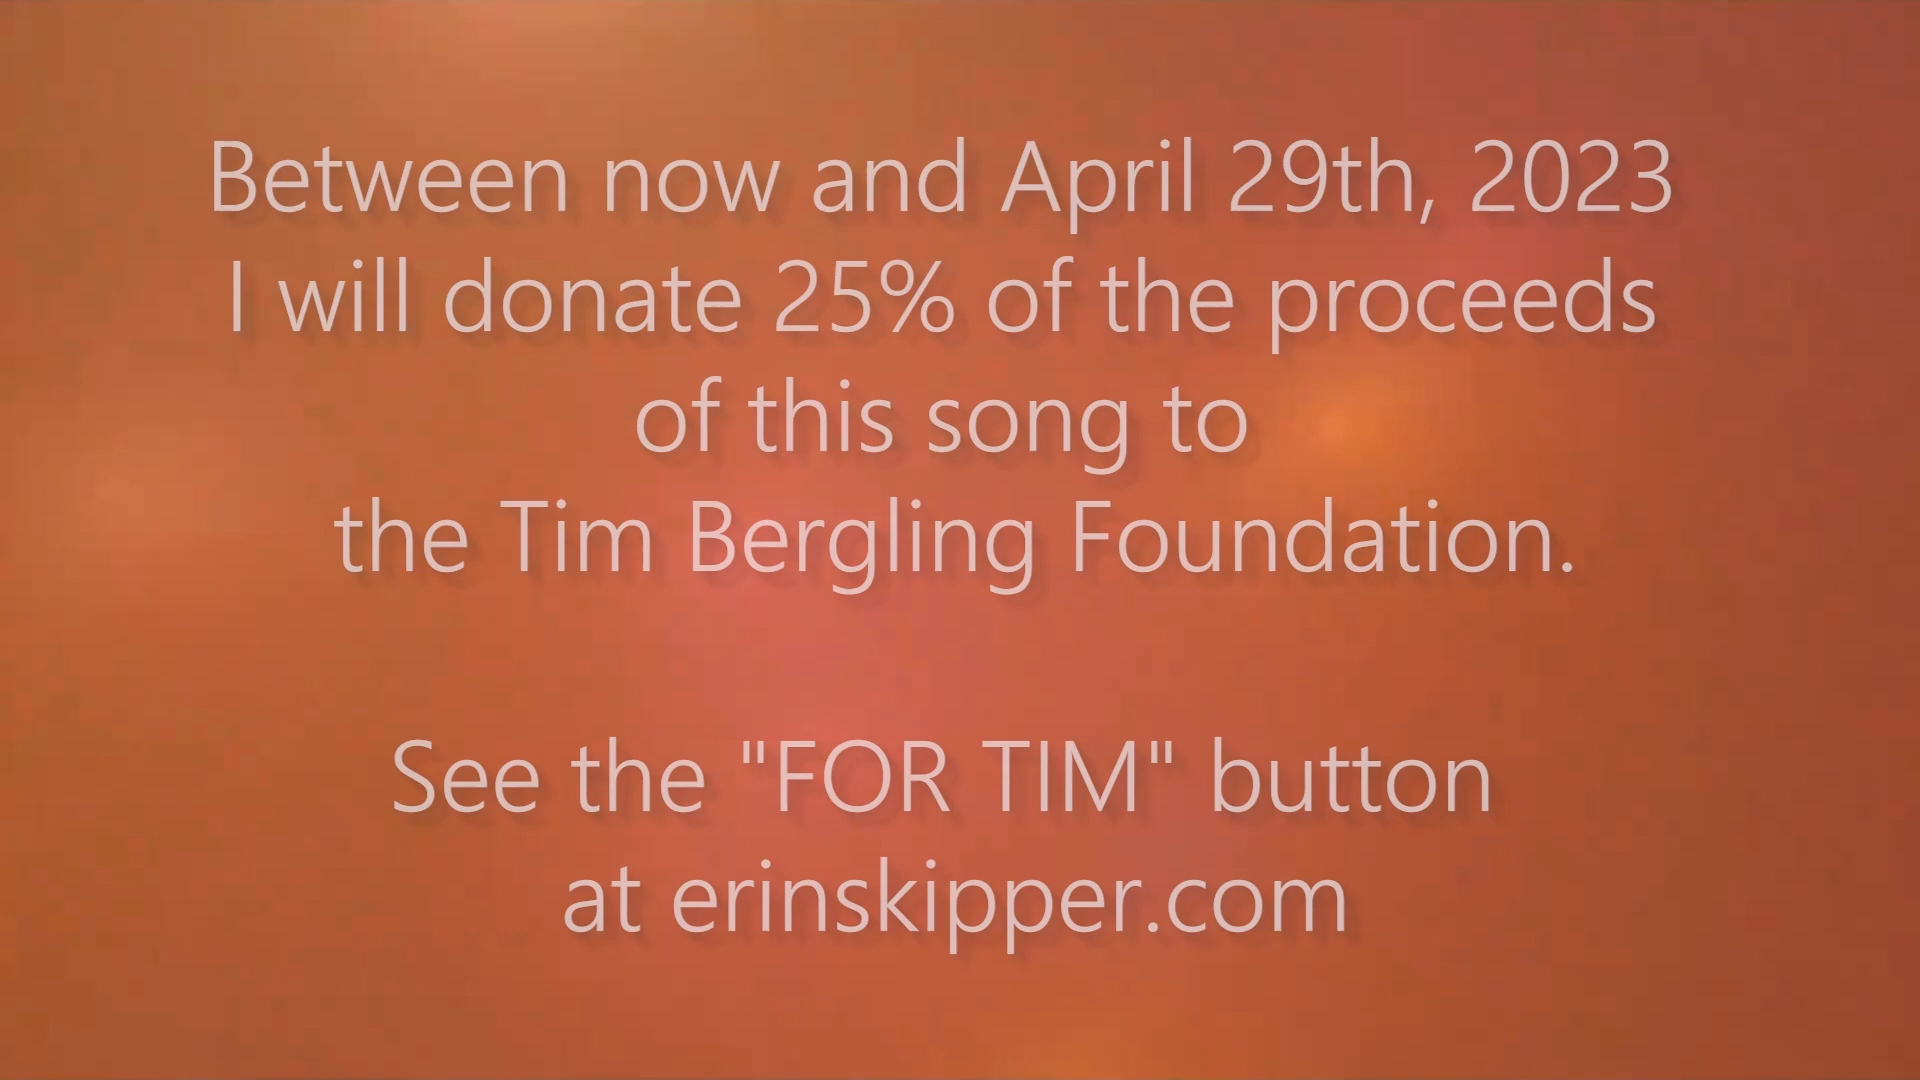 Between now and April 29th, 2023
I will donate 25% of the proceeds
of this song to
the Tim Bergling Foundation.
See the "FOR TIM" button
at erinskipper.com